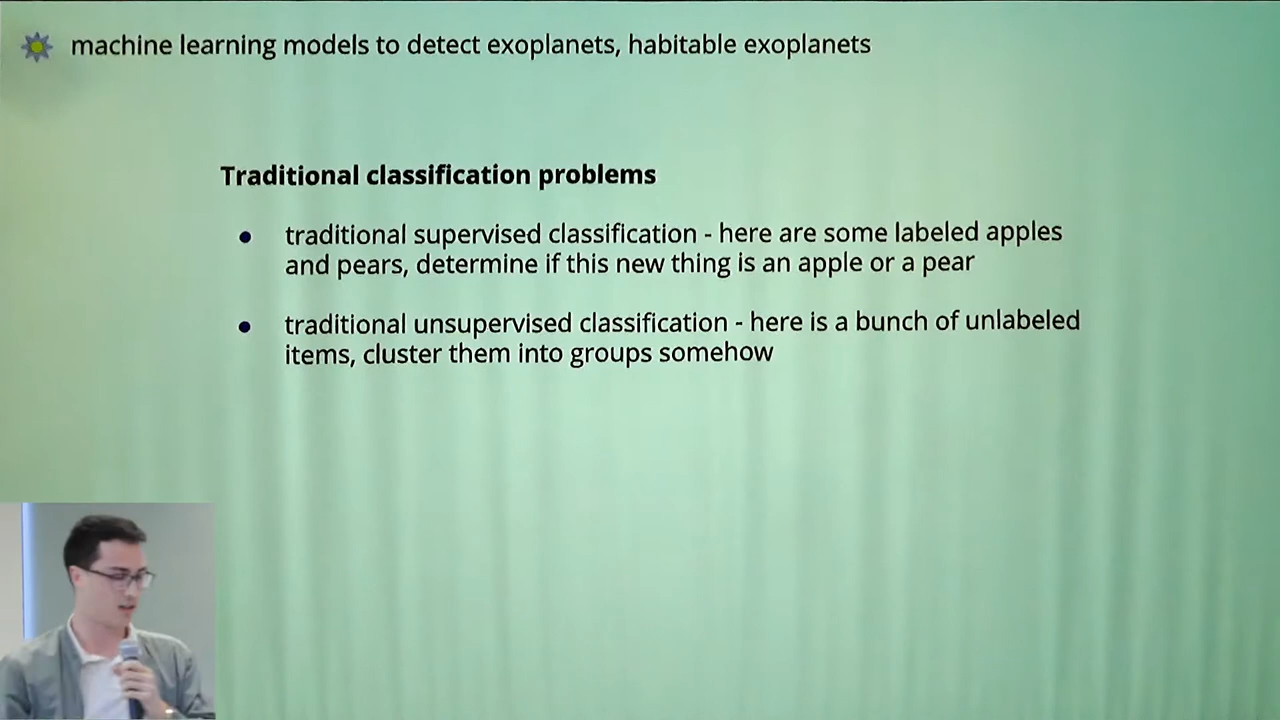 machine learning models to detect exoplanets, habitable exoplanets
Traditional classification problems
traditional supervised classification - here are some labeled apples
and pears, determine if this new thing is an apple or a pear
traditional unsupervised classification - here is a bunch of unlabeled
items, cluster them into groups somehow